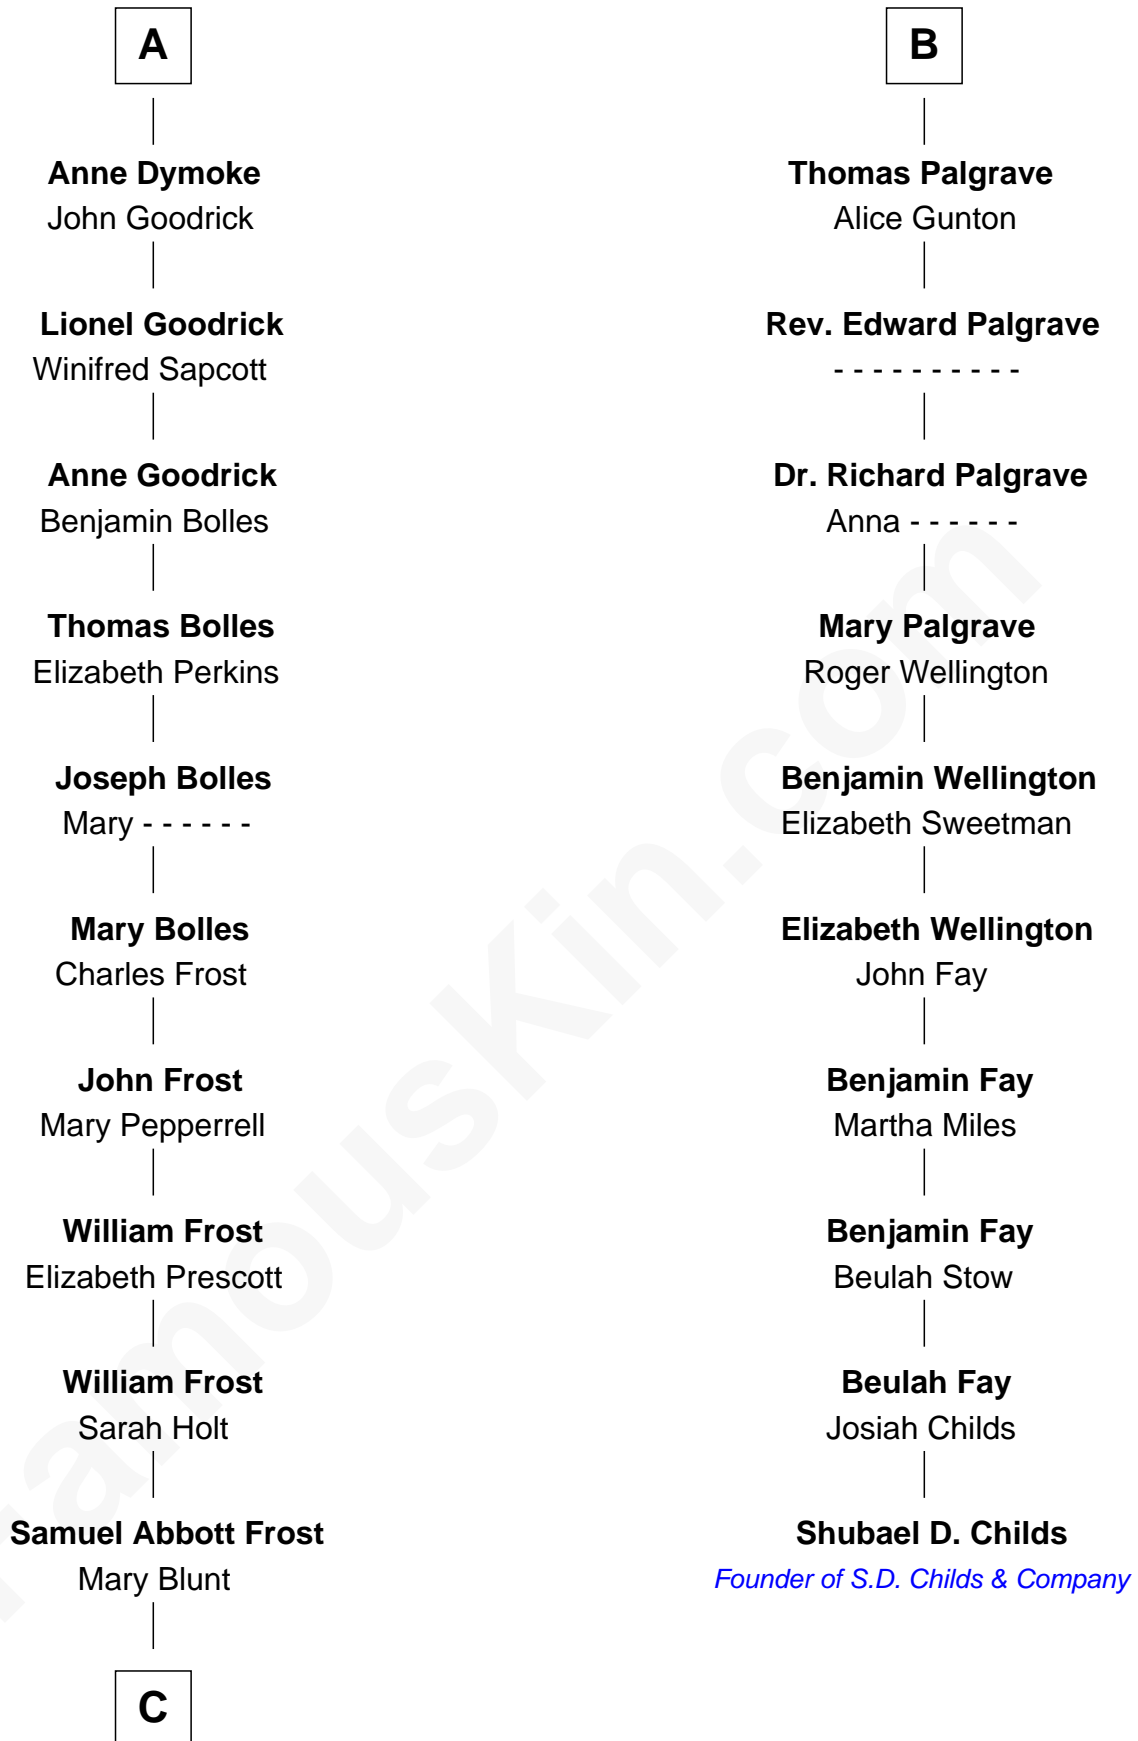 A
Anne Dymoke
John Goodrick
Lionel Goodrick
Winifred Sapcott
Anne Goodrick
Benjamin Bolles
Thomas Bolles
Elizabeth Perkins
Joseph Bolles
Mary - - - - - -
Mary Bolles
Charles Frost
John Frost
Mary Pepperrell
William Frost
Elizabeth Prescott
William Frost
Sarah Holt
Samuel Abbott Frost
Mary Blunt
C
B
Thomas Palgrave
Alice Gunton
Rev. Edward Palgrave
- - - - - - - - - -
Dr. Richard Palgrave
Anna - - - - - -
Mary Palgrave
Roger Wellington
Benjamin Wellington
Elizabeth Sweetman
Elizabeth Wellington
John Fay
Benjamin Fay
Martha Miles
Benjamin Fay
Beulah Stow
Beulah Fay
Josiah Childs
Shubael D. Childs
Founder of S.D. Childs & Company
FamousKin.com